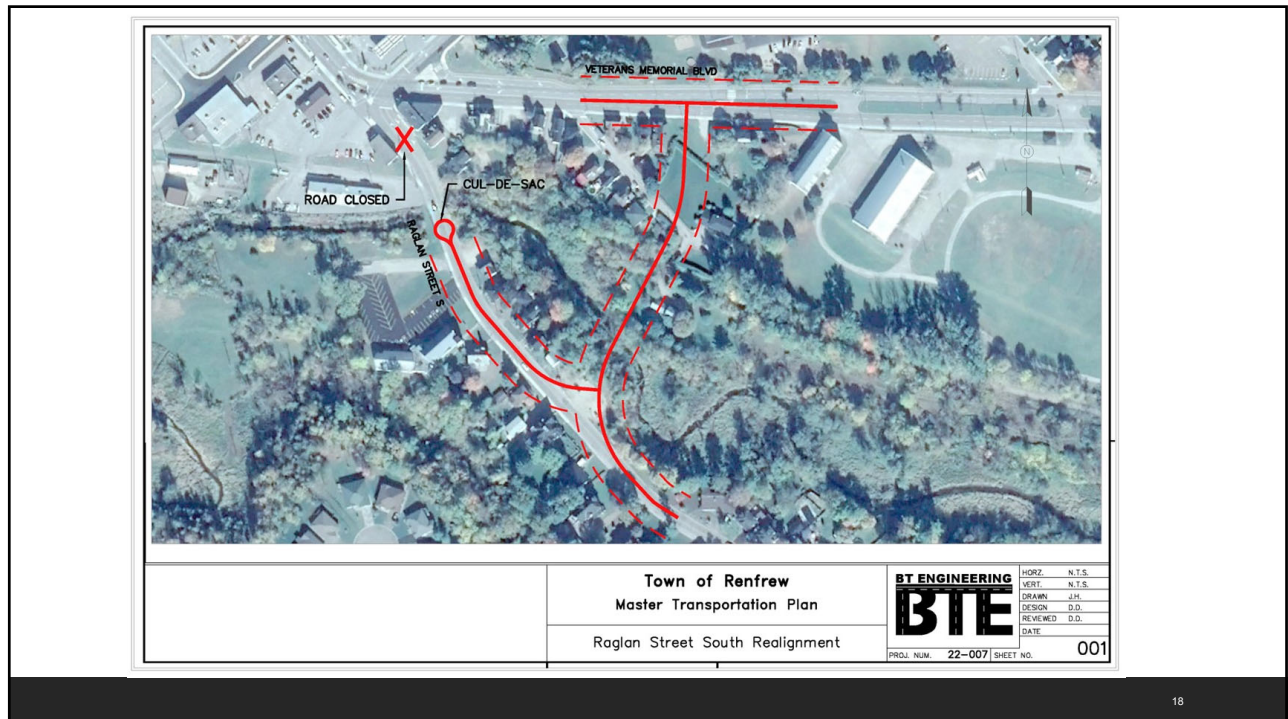 VETERANS MEMORIAL BLVD
ROAD CLOSED
CUL-DE-SAC
RAGLAN STREET S
N
Town of Renfrew
Master Transportation Plan
Raglan Street South Realignment
BT ENGINEERING
BTE
PROJ. NUM. 22-007 SHEET NO. 001
HORZ. N.T.S.
VERT. N.T.S.
DRAWN J.H.
DESIGN D.D.
REVIEWED D.D.
DATE
18